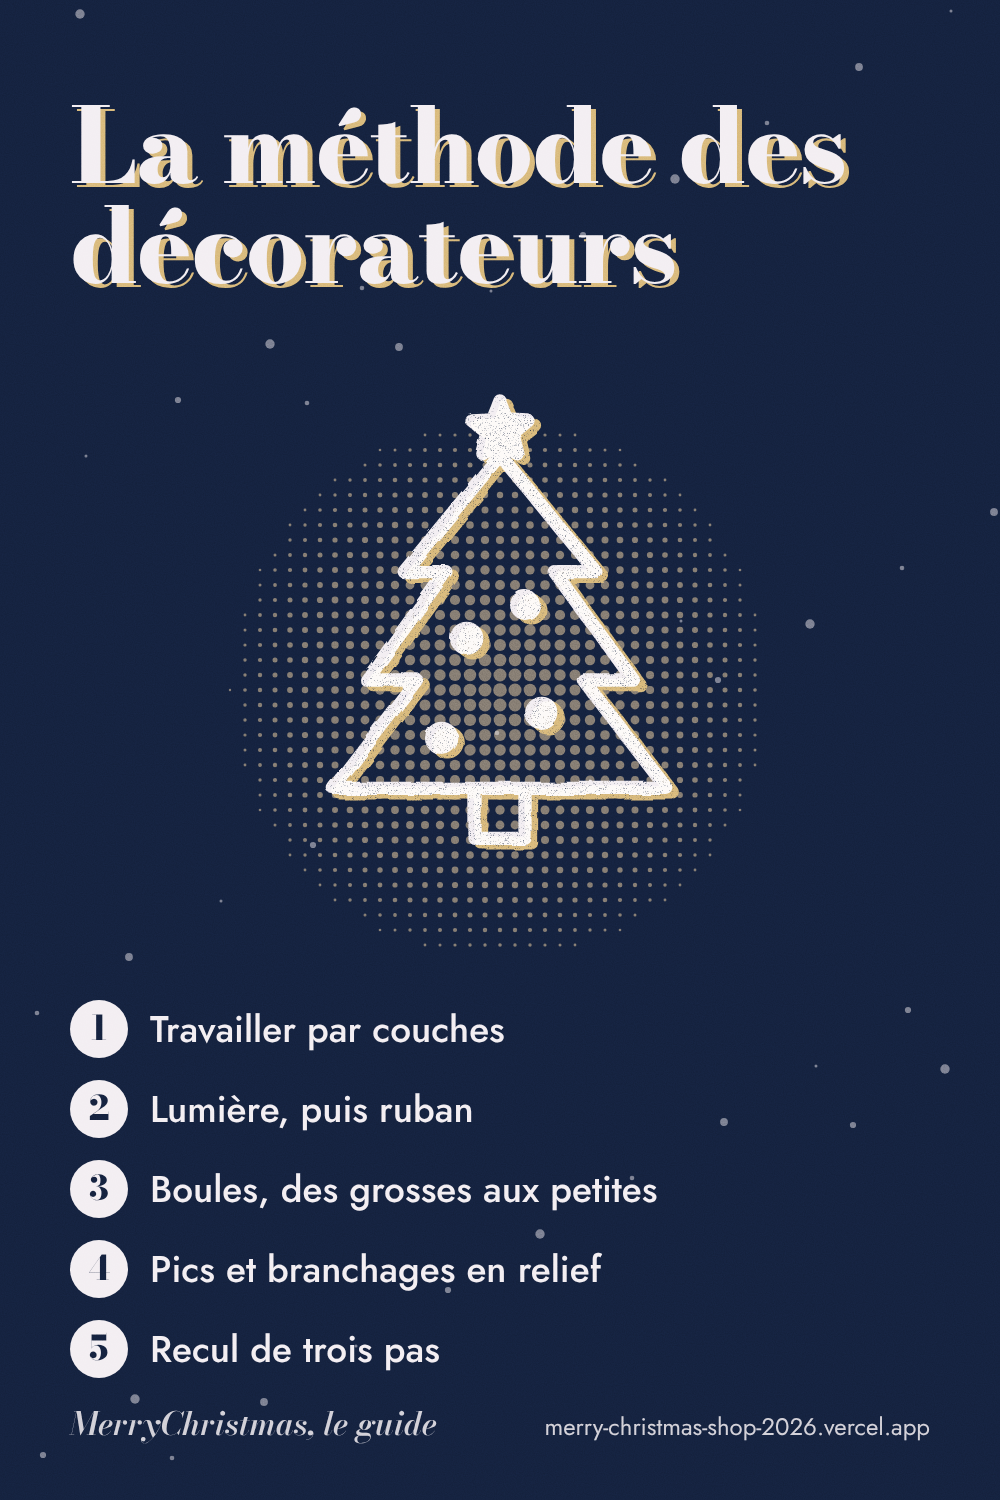 La méthode des
décorateurs
1 Travailler par couches
2 Lumière, puis ruban
3 Boules, des grosses aux petites
4 Pics et branchages en relief
5 Recul de trois pas
MerryChristmas, le guide
merry-christmas-shop-2026.vercel.app